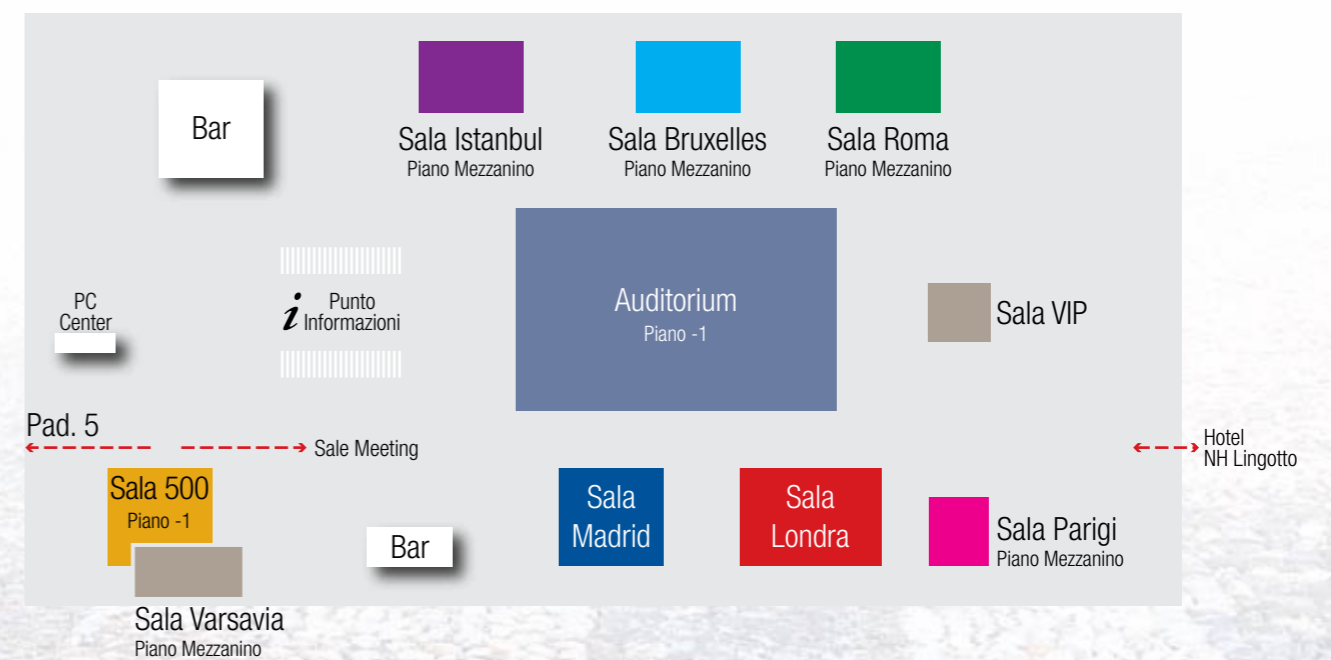 Bar
Sala Istanbul
Piano Mezzanino
Sala Bruxelles
Piano Mezzanino
Sala Roma
Piano Mezzanino
PC
Center
i Punto
Informazioni
Auditorium
Piano -1
Sala VIP
Pad. 5
Sale Meeting
Hotel
NH Lingotto
Sala 500
Piano -1
Sala Varsavia
Piano Mezzanino
Bar
Sala
Madrid
Sala
Londra
Sala Parigi
Piano Mezzanino